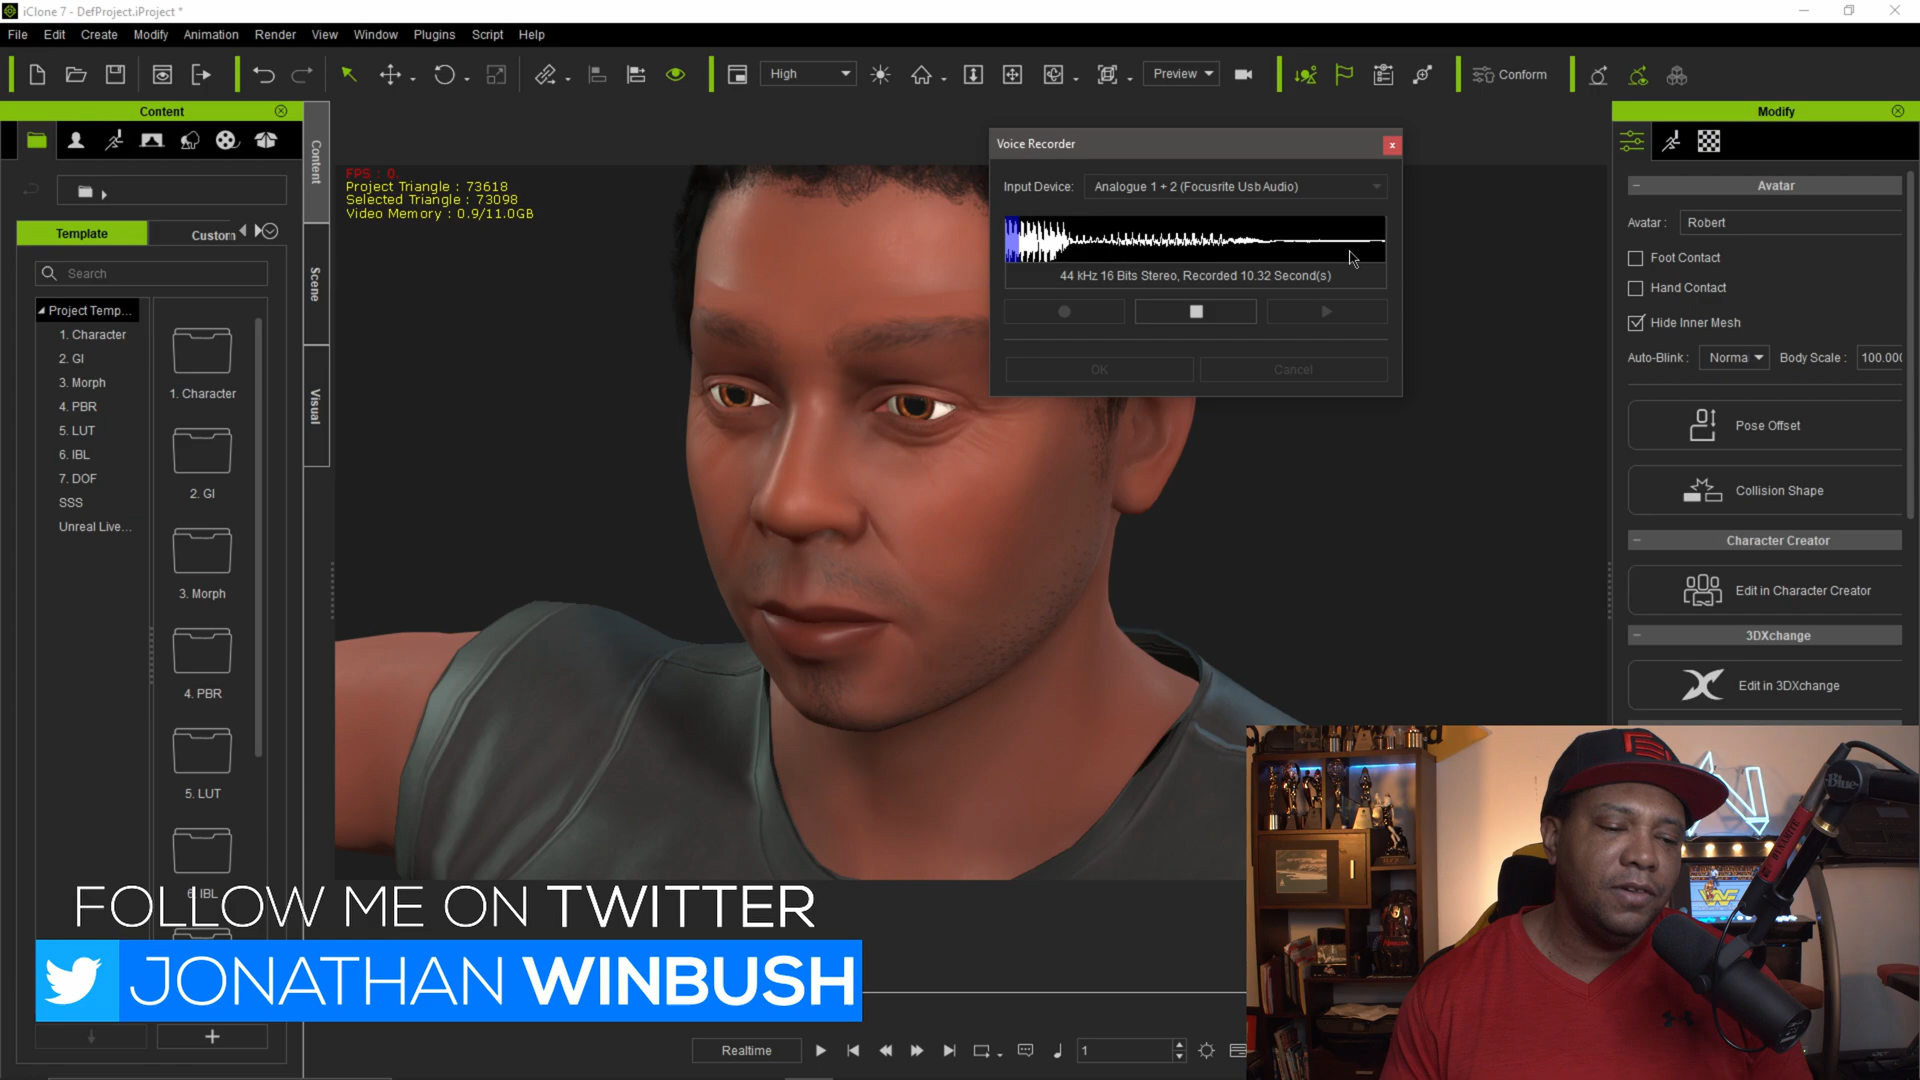 iClone 7 - DefProject.iProject *
File Edit Create Modify Animation Render View Window Plugins Script Help
High
Preview
Conform
Content
Modify
Content
Scene
Visual
Template
Custom
Search
Project Temp...
1. Character
2. GI
3. Morph
4. PBR
5. LUT
6. IBL
7. DOF
SSS
Unreal Live...
1. Character
2. GI
3. Morph
4. PBR
5. LUT
6. IBL
FPS : 0.
Project Triangle : 73618
Selected Triangle : 73098
Video Memory : 0.9/11.0GB
Voice Recorder
x
Input Device: Analogue 1 + 2 (Focusrite Usb Audio)
44 kHz 16 Bits Stereo, Recorded 10.32 Second(s)
OK Cancel
Avatar
Avatar : Robert
Foot Contact
Hand Contact
Hide Inner Mesh
Auto-Blink : Norma Body Scale : 100.000
Pose Offset
Collision Shape
Character Creator
Edit in Character Creator
3DXchange
Edit in 3DXchange
Blue
FOLLOW ME ON TWITTER
JONATHAN WINBUSH
Realtime
1